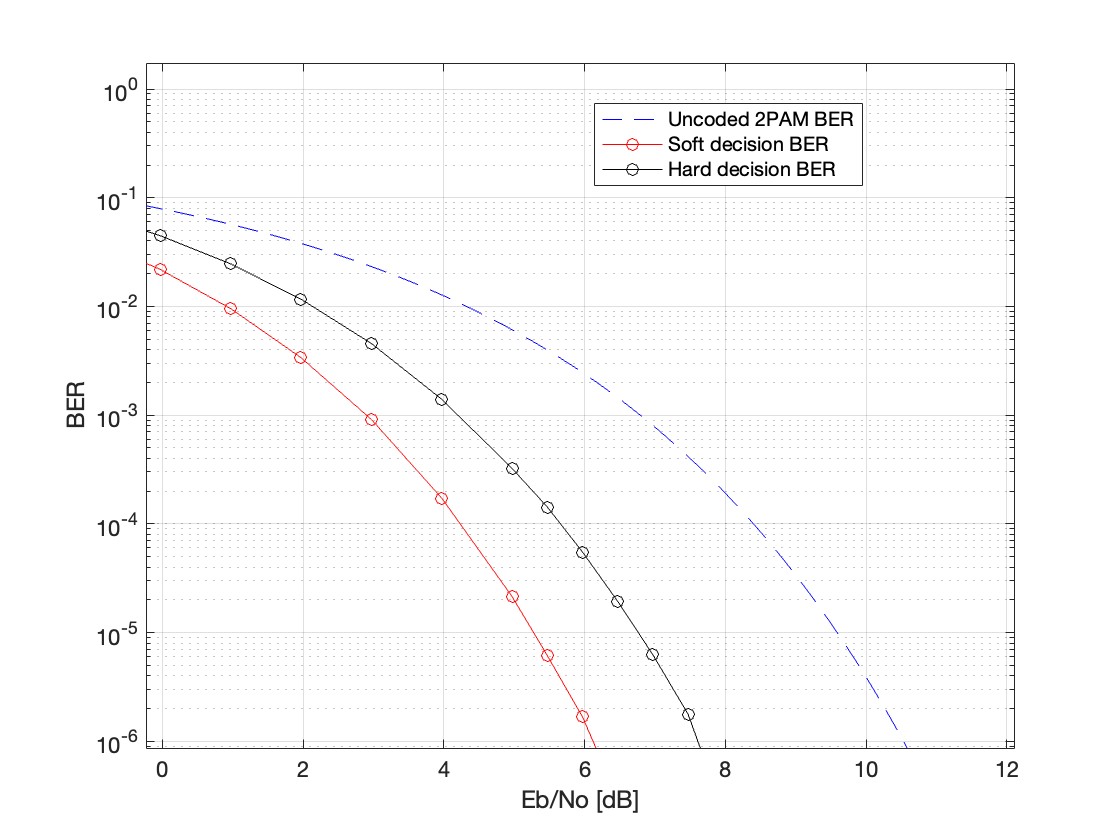 10^0
10^-1
10^-2
10^-3
10^-4
10^-5
10^-6
BER
Uncoded 2PAM BER
Soft decision BER
Hard decision BER
0 2 4 6 8 10 12
Eb/No [dB]